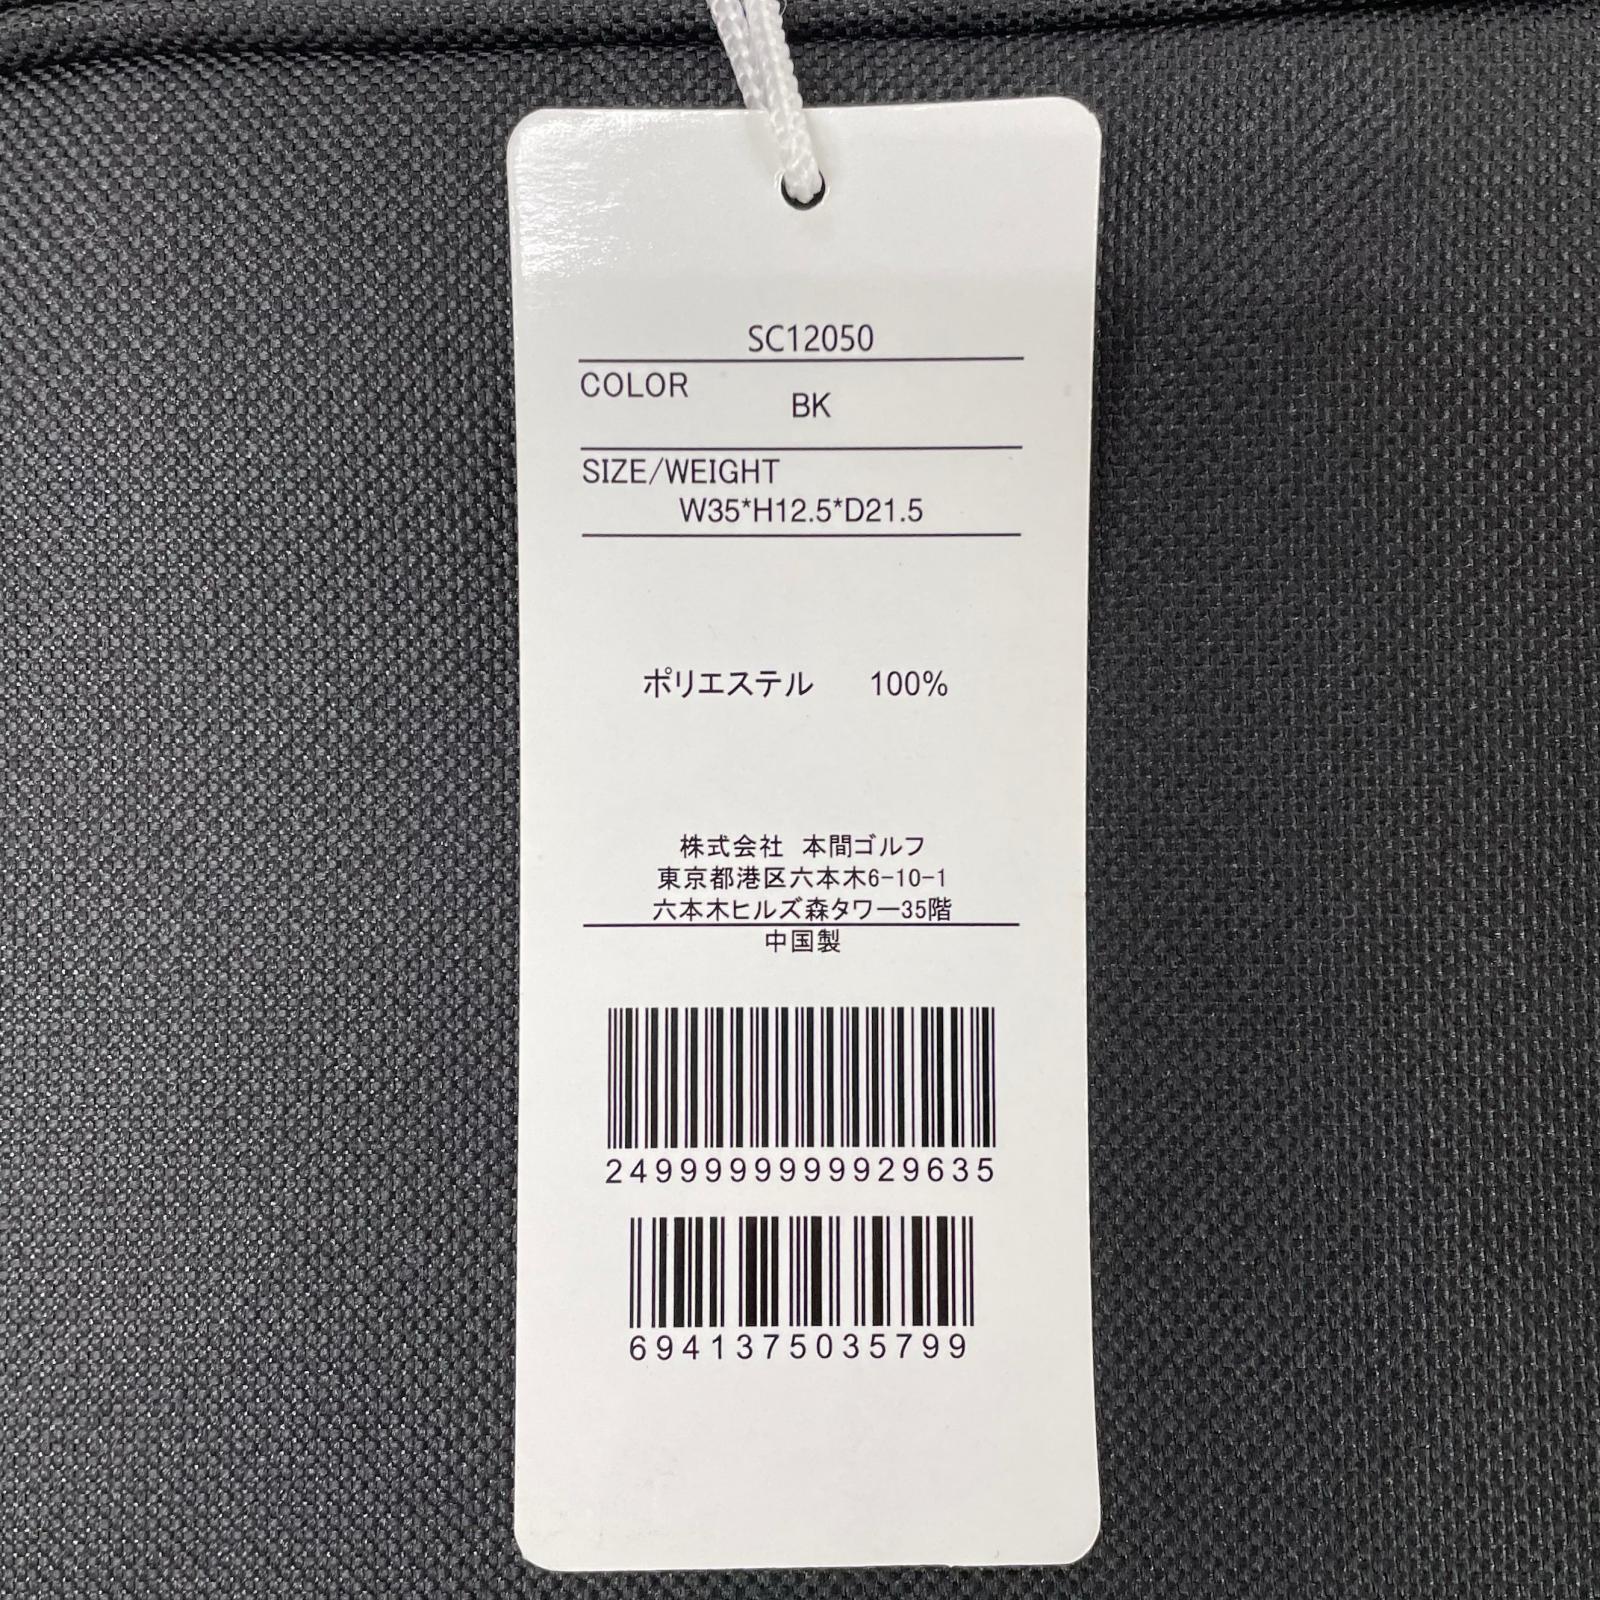 SC12050
COLOR
BK
SIZE/WEIGHT
W35*H12.5*D21.5
ポリエステル 100%
株式会社 本間ゴルフ
東京都港区六本木6-10-1
六本木ヒルズ森タワー35階
中国製
2499999999929635
6941375035799